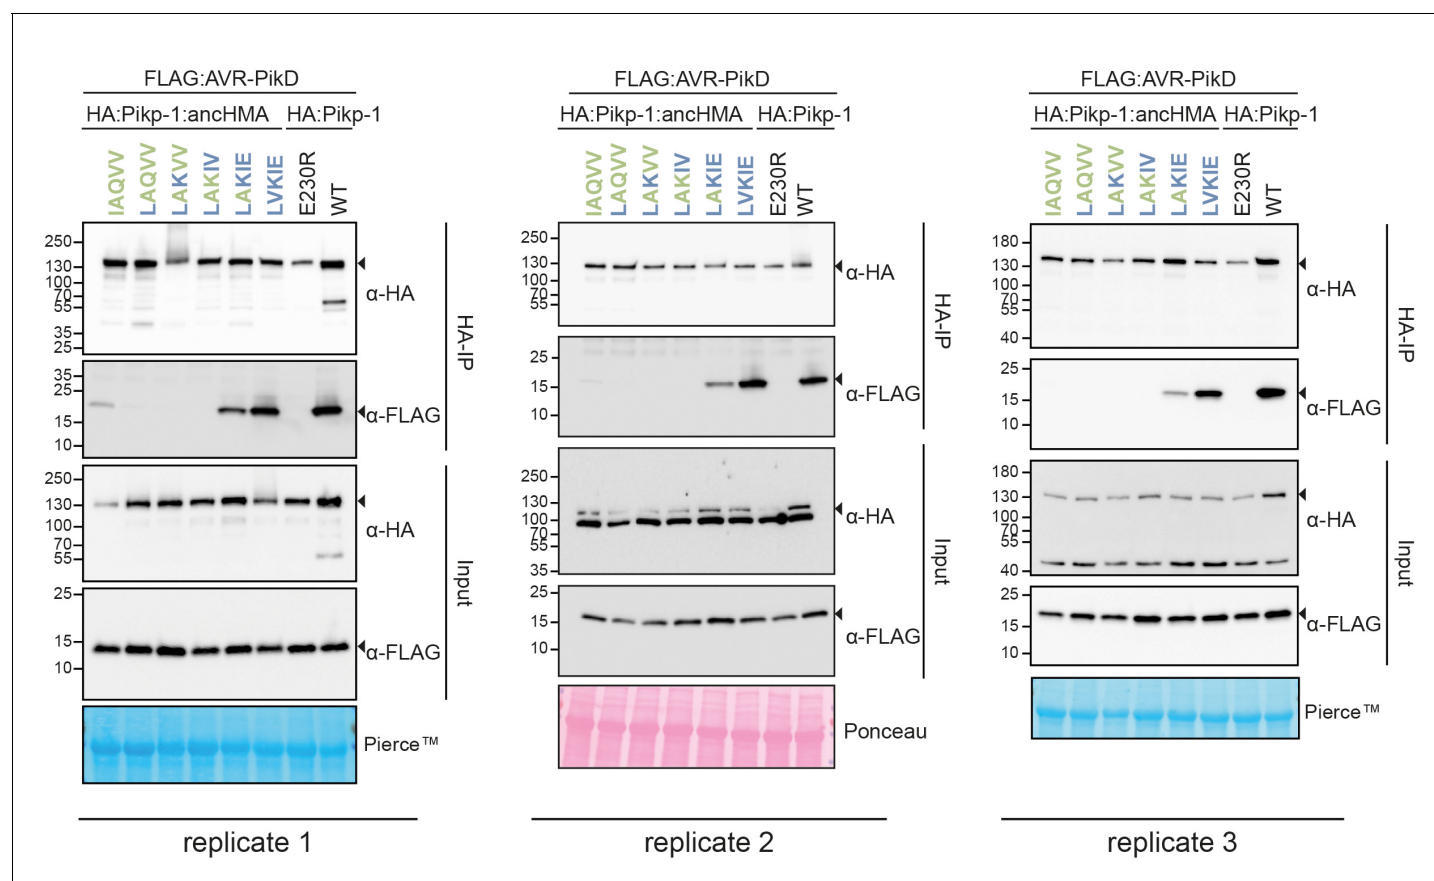 FLAG:AVR-PikD
HA:Pikp-1:ancHMA HA:Pikp-1
IAQVV LAQVV LAKVV LAKIV LAKIE LVKIE E230R WT
250
130
100
70
55
35
25
α-HA
35
25
15
10
α-FLAG
HA-IP
250
130
100
70
55
α-HA
25
15
10
α-FLAG
Input
Pierce™
replicate 1
FLAG:AVR-PikD
HA:Pikp-1:ancHMA HA:Pikp-1
IAQVV LAQVV LAKVV LAKIV LAKIE LVKIE E230R WT
250
130
100
70
55
α-HA
25
15
10
α-FLAG
HA-IP
250
130
100
70
55
35
α-HA
25
15
10
α-FLAG
Input
Ponceau
replicate 2
FLAG:AVR-PikD
HA:Pikp-1:ancHMA HA:Pikp-1
IAQVV LAQVV LAKVV LAKIV LAKIE LVKIE E230R WT
180
130
100
70
55
40
α-HA
25
15
10
α-FLAG
HA-IP
180
130
100
70
55
40
α-HA
25
15
10
α-FLAG
Input
Pierce™
replicate 3